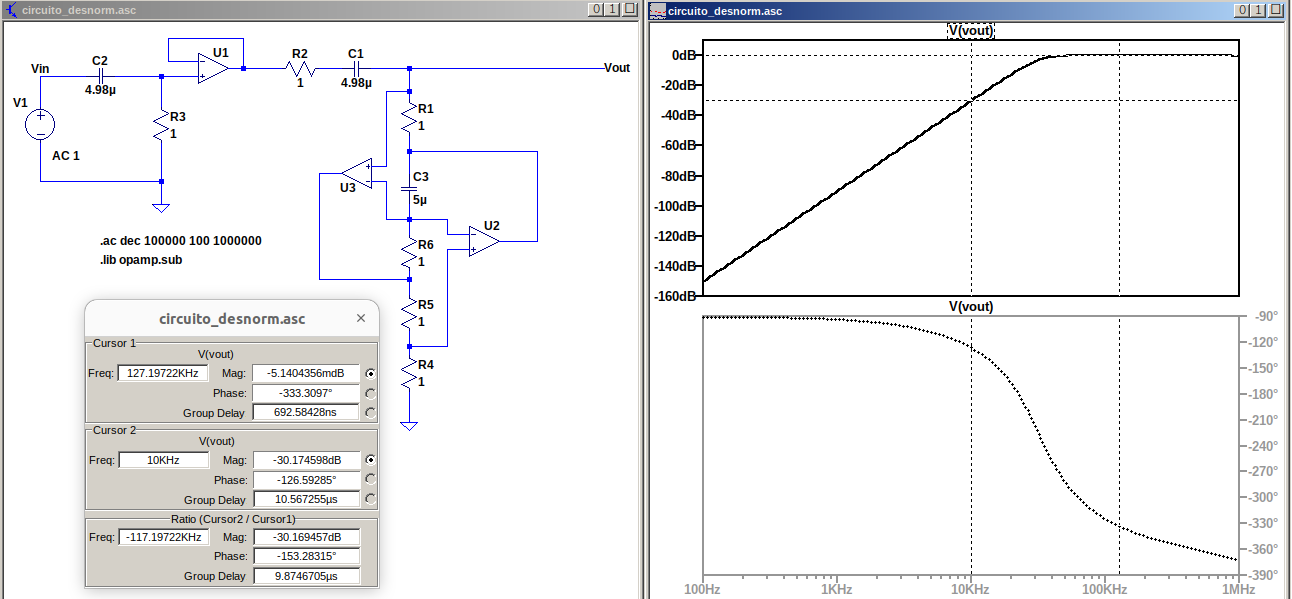 circuito_desnorm.asc
Vin
C2
4.98µ
U1
R2
1
C1
4.98µ
Vout
V1
AC 1
R3
1
R1
1
U3
C3
5µ
U2
R6
1
R5
1
R4
1
.ac dec 100000 100 1000000
.lib opamp.sub
circuito_desnorm.asc
Cursor 1
V(vout)
Freq: 127.19722KHz Mag: -5.1404356mdB
Phase: -333.3097°
Group Delay 692.58428ns
Cursor 2
V(vout)
Freq: 10KHz Mag: -30.174598dB
Phase: -126.59285°
Group Delay 10.567255µs
Ratio (Cursor2 / Cursor1)
Freq: -117.19722KHz Mag: -30.169457dB
Phase: -153.28315°
Group Delay 9.8746705µs
circuito_desnorm.asc
V(vout)
0dB
-20dB
-40dB
-60dB
-80dB
-100dB
-120dB
-140dB
-160dB
V(vout)
-90°
-120°
-150°
-180°
-210°
-240°
-270°
-300°
-330°
-360°
-390°
100Hz 1KHz 10KHz 100KHz 1MHz